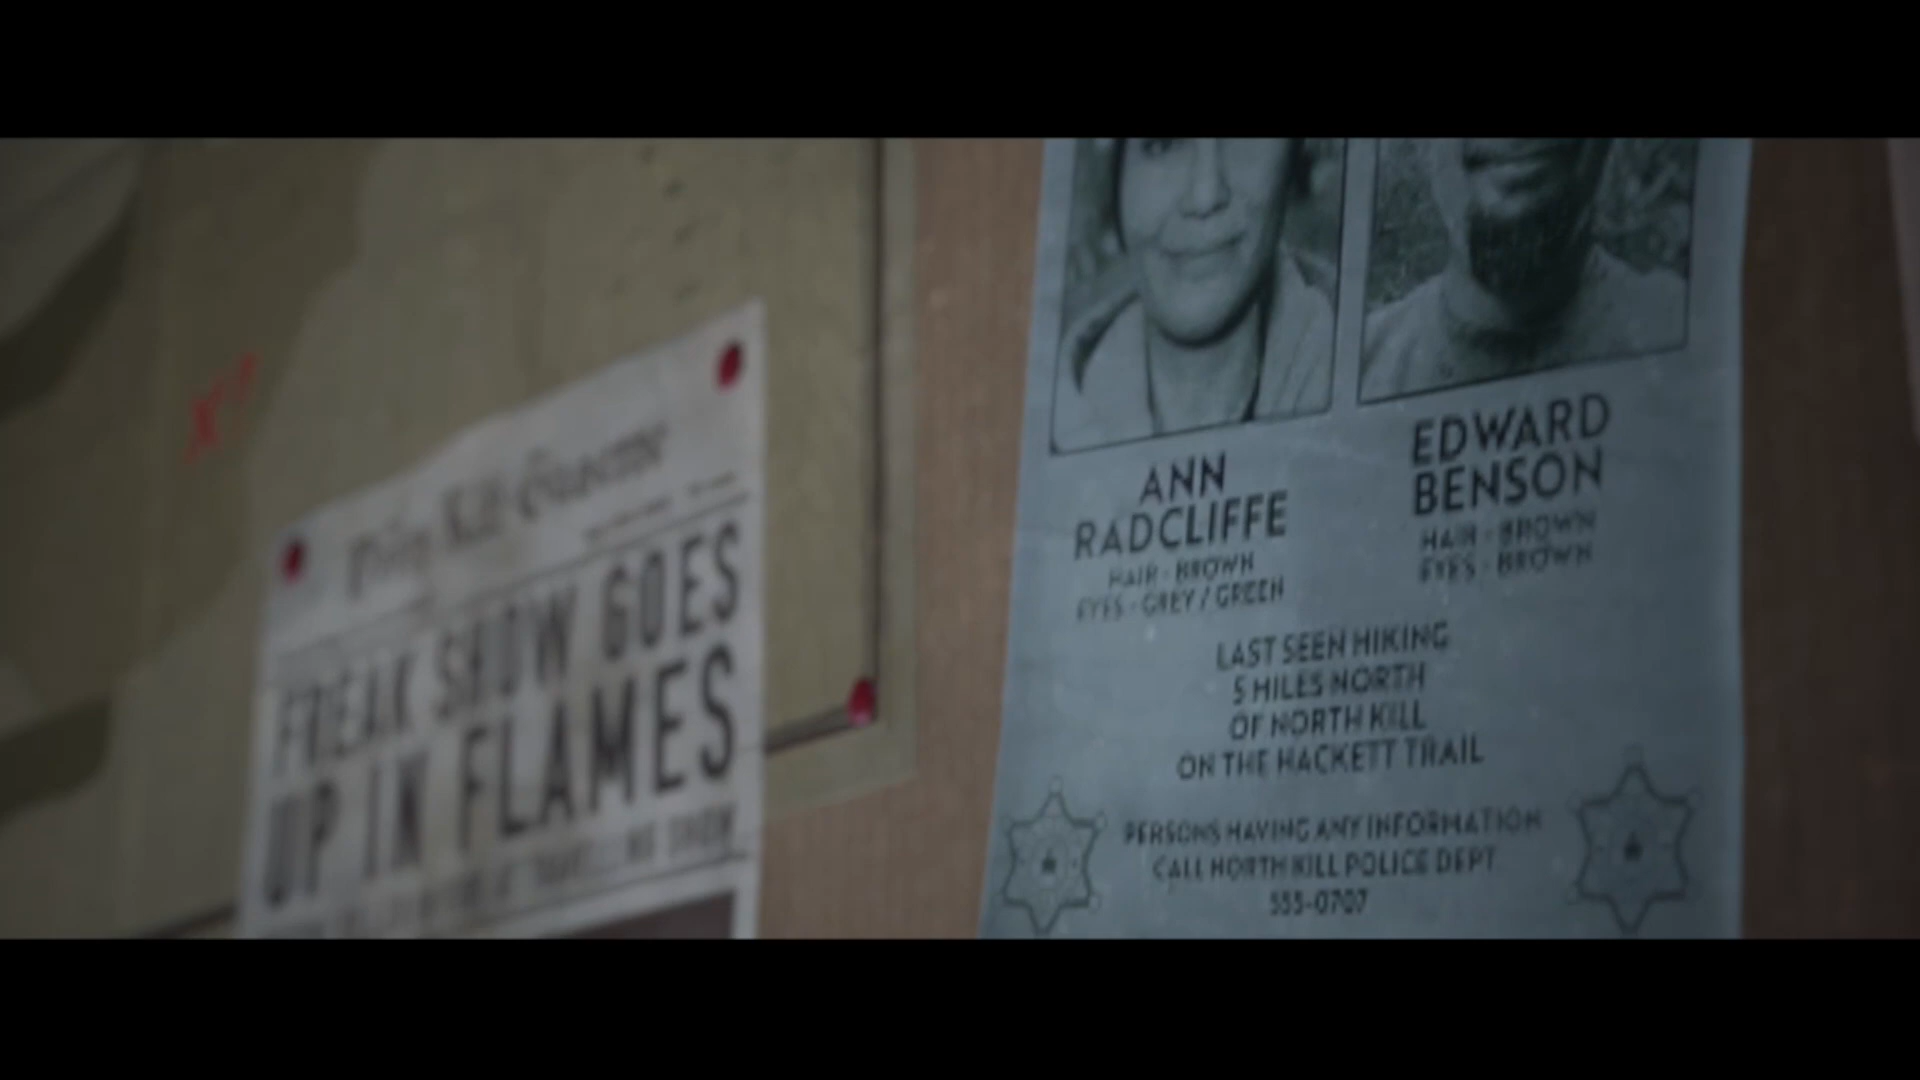 X?
FREAK SHOW GOES
UP IN FLAMES
ANN
RADCLIFFE
HAIR - BROWN
EYES - GREY / GREEN
EDWARD
BENSON
HAIR - BROWN
EYES - BROWN
LAST SEEN HIKING
5 MILES NORTH
OF NORTH KILL
ON THE HACKETT TRAIL
PERSONS HAVING ANY INFORMATION
CALL NORTH KILL POLICE DEPT
555-0707